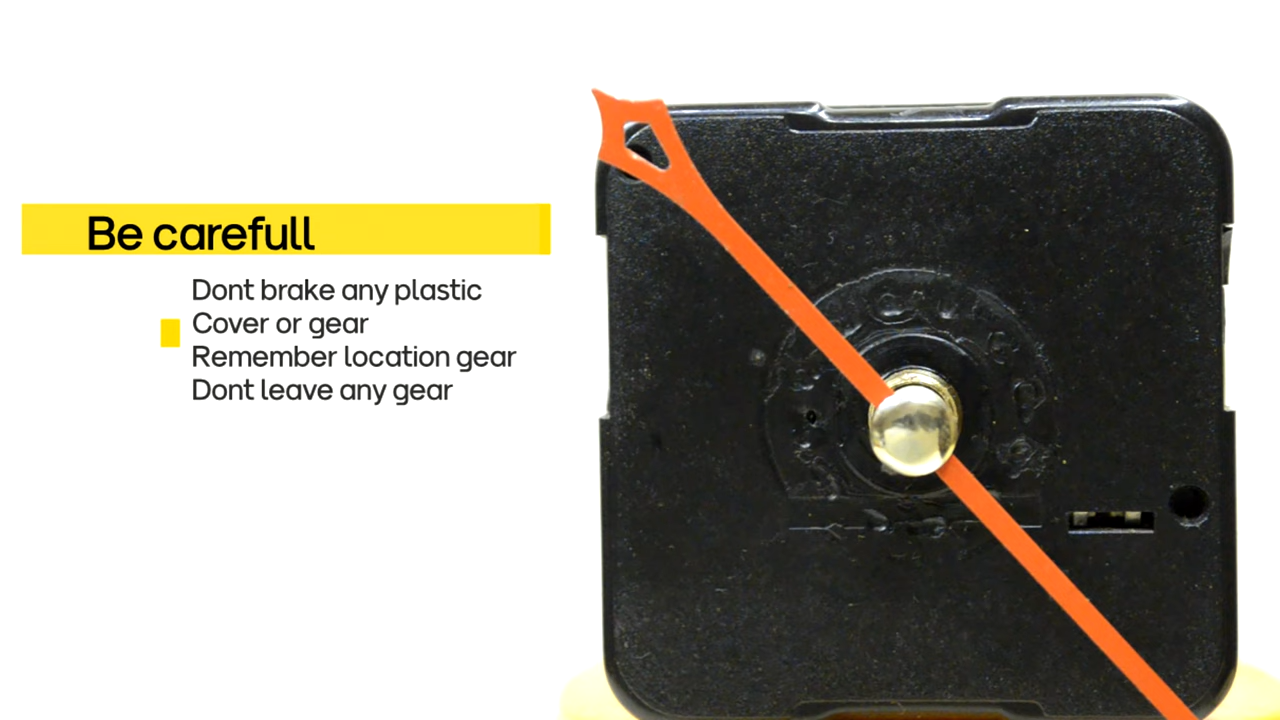 Be carefull
Dont brake any plastic
Cover or gear
Remember location gear
Dont leave any gear